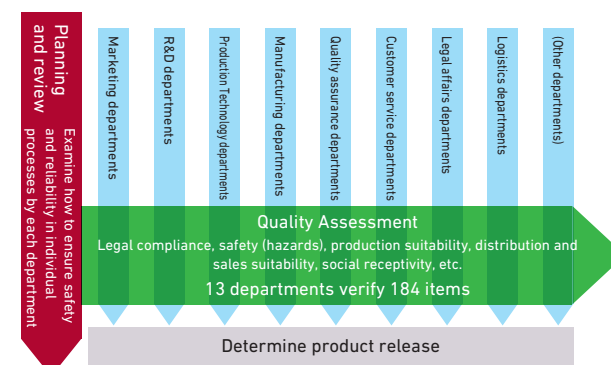 Planning
and review
Examine how to ensure safety
and reliability in individual
processes by each department
Marketing departments
R&D departments
Production Technology departments
Manufacturing departments
Quality assurance departments
Customer service departments
Legal affairs departments
Logistics departments
(Other departments)
Quality Assessment
Legal compliance, safety (hazards), production suitability, distribution and
sales suitability, social receptivity, etc.
13 departments verify 184 items
Determine product release